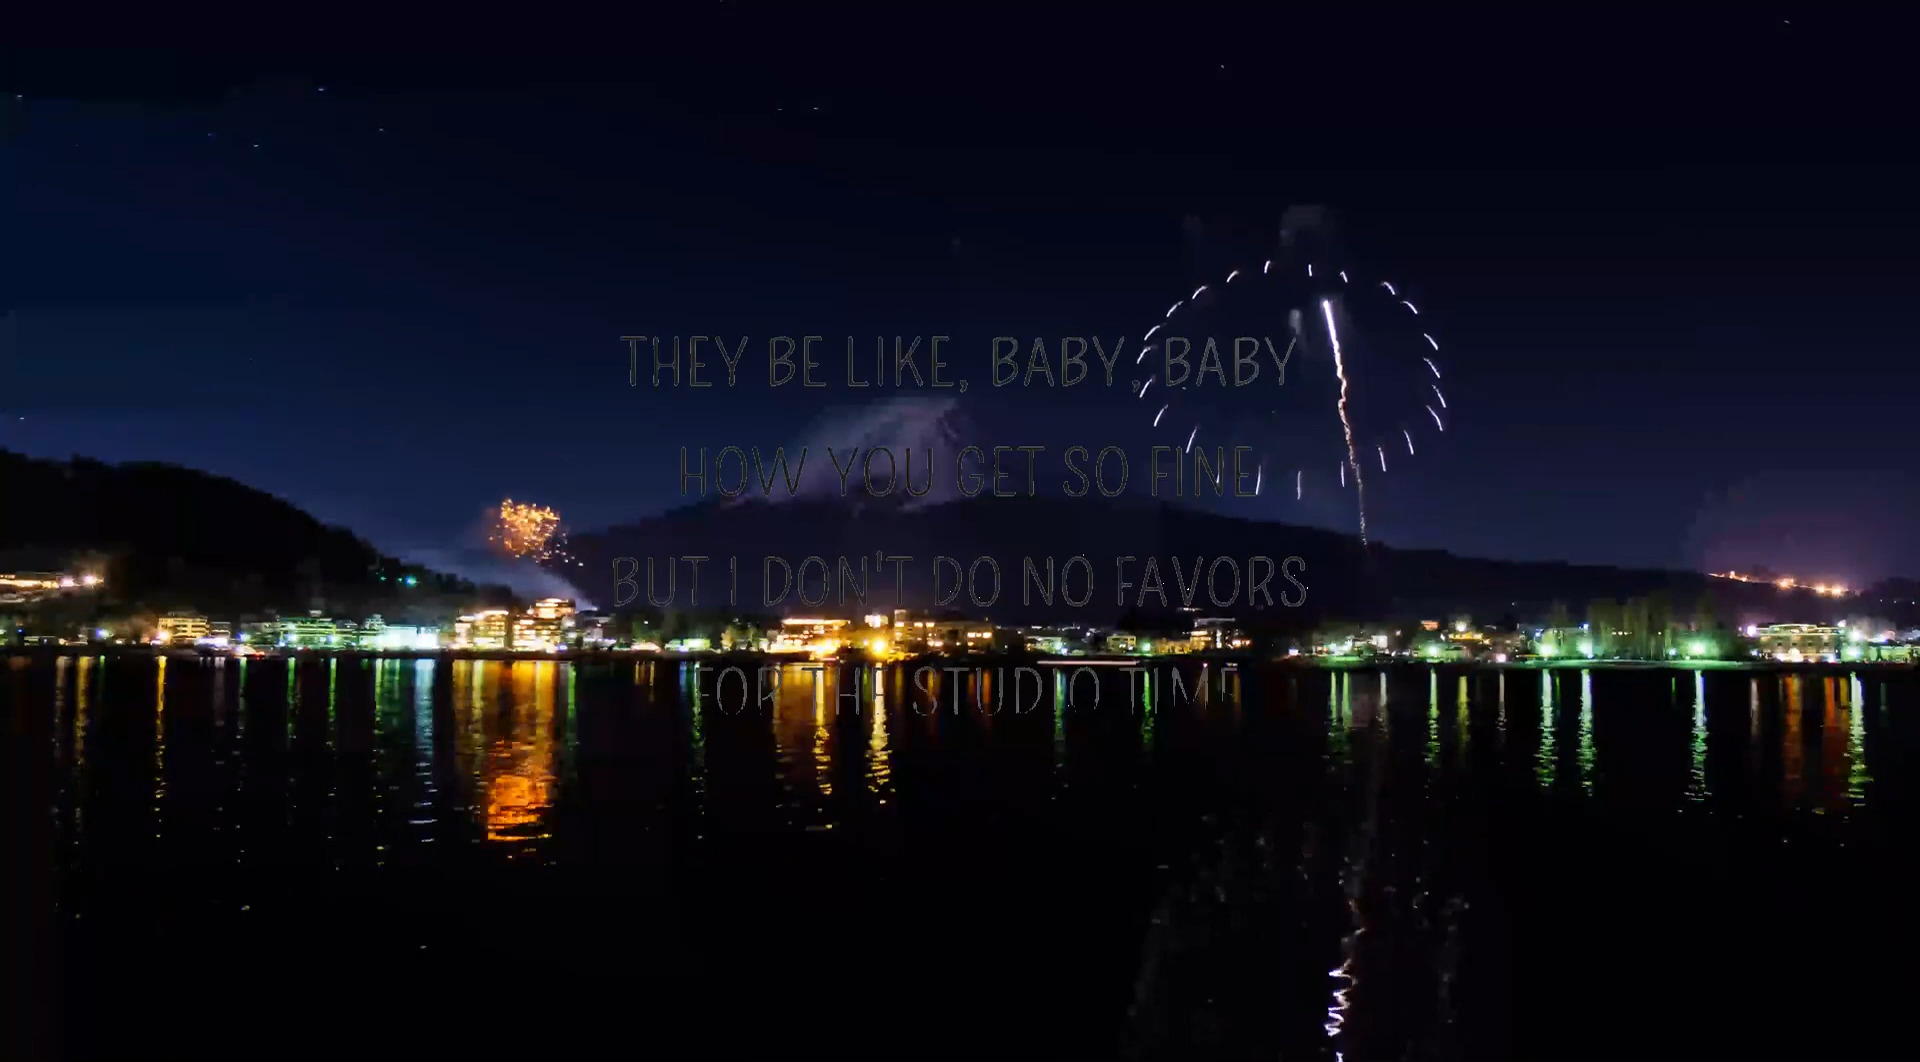 THEY BE LIKE, BABY, BABY
HOW YOU GET SO FINE
BUT I DON'T DO NO FAVORS
FOR THE STUDIO TIME